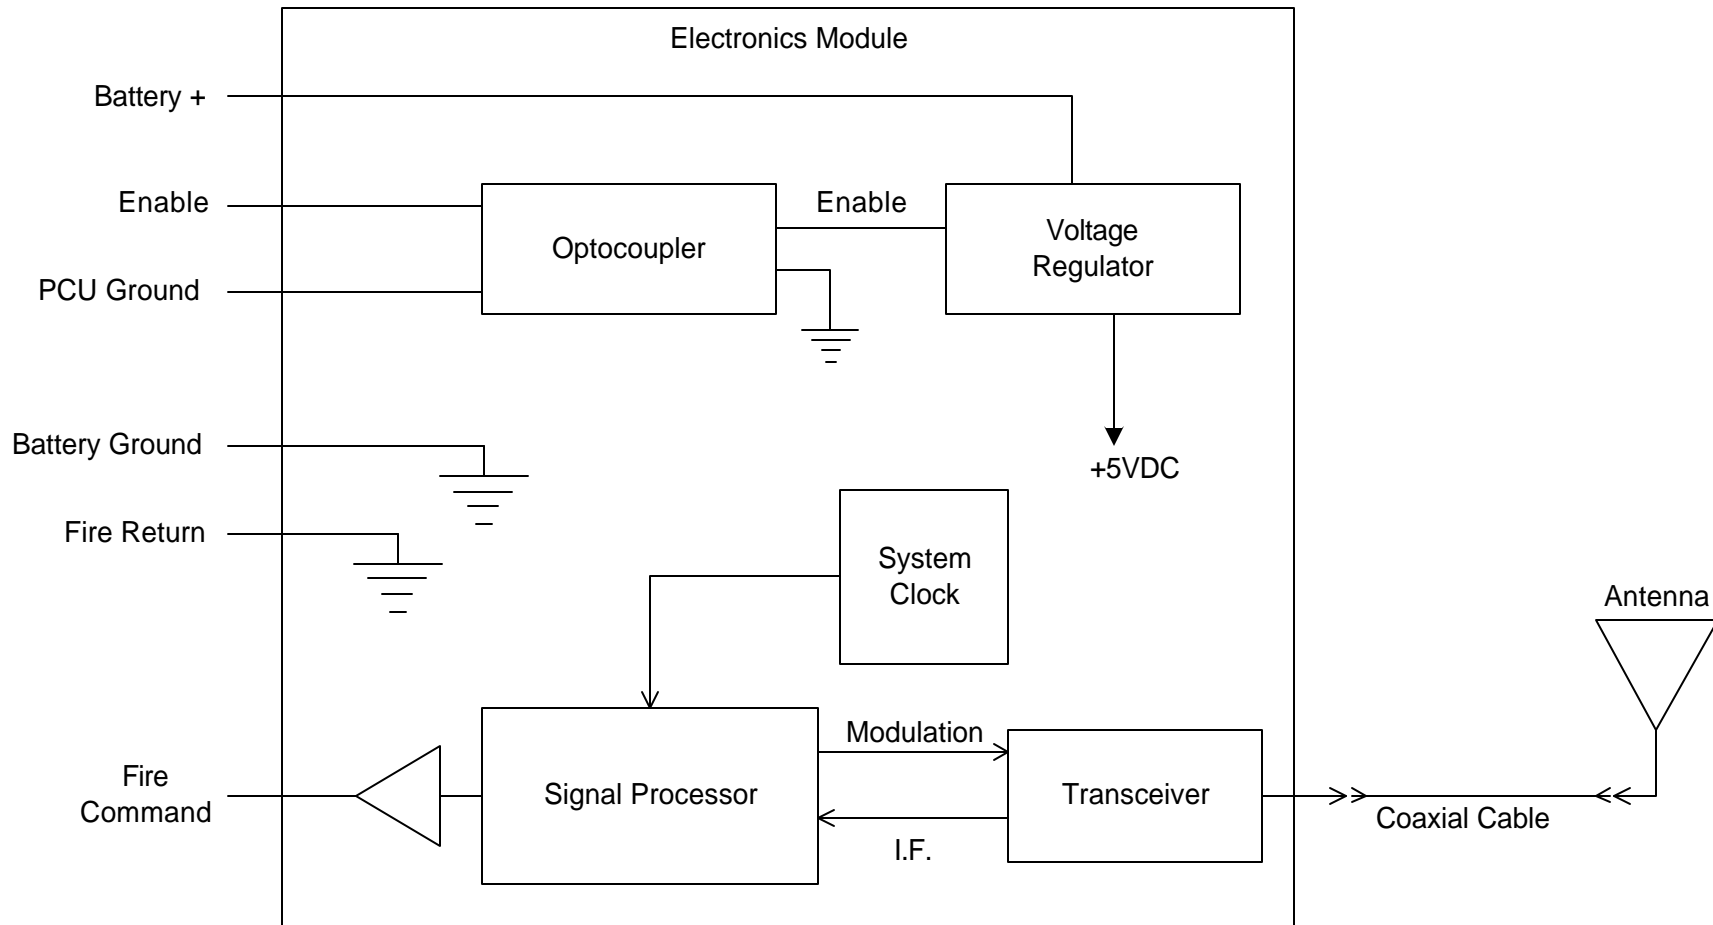 Electronics Module
Battery +
Enable
Enable
Optocoupler
Voltage
Regulator
PCU Ground
Battery Ground
+5VDC
Fire Return
System
Clock
Antenna
Modulation
Fire
Command
Signal Processor
Transceiver
Coaxial Cable
I.F.